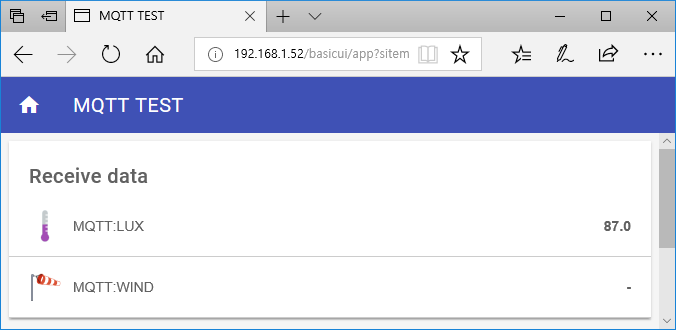 MQTT TEST
192.168.1.52/basicui/app?sitem
MQTT TEST
Receive data
MQTT:LUX 87.0
MQTT:WIND -